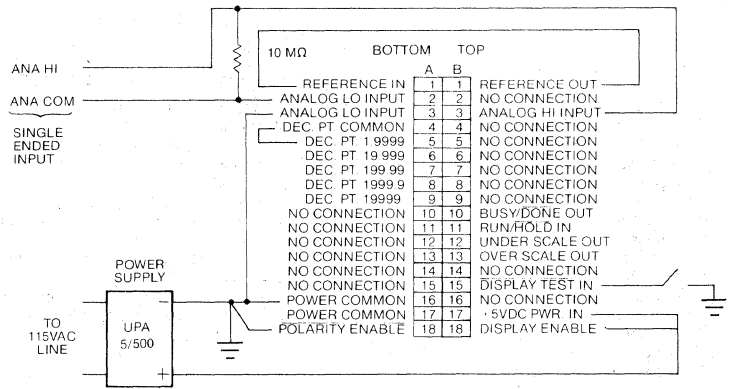 10 MΩ BOTTOM TOP
A B
ANA HI
REFERENCE IN 1 1 REFERENCE OUT
ANA COM ANALOG LO INPUT 2 2 NO CONNECTION
ANALOG LO INPUT 3 3 ANALOG HI INPUT
SINGLE
ENDED
INPUT
DEC. PT. COMMON 4 4 NO CONNECTION
DEC. PT. 1.9999 5 5 NO CONNECTION
DEC. PT. 19.999 6 6 NO CONNECTION
DEC. PT. 199.99 7 7 NO CONNECTION
DEC. PT. 1999.9 8 8 NO CONNECTION
DEC. PT. 19999 9 9 NO CONNECTION
NO CONNECTION 10 10 BUSY/DONE OUT
NO CONNECTION 11 11 RUN/HOLD IN
NO CONNECTION 12 12 UNDER SCALE OUT
NO CONNECTION 13 13 OVER SCALE OUT
NO CONNECTION 14 14 NO CONNECTION
NO CONNECTION 15 15 DISPLAY TEST IN
POWER COMMON 16 16 NO CONNECTION
POWER COMMON 17 17 +5VDC PWR. IN
POLARITY ENABLE 18 18 DISPLAY ENABLE
POWER
SUPPLY
TO
115VAC
LINE
UPA
5/500
−
+